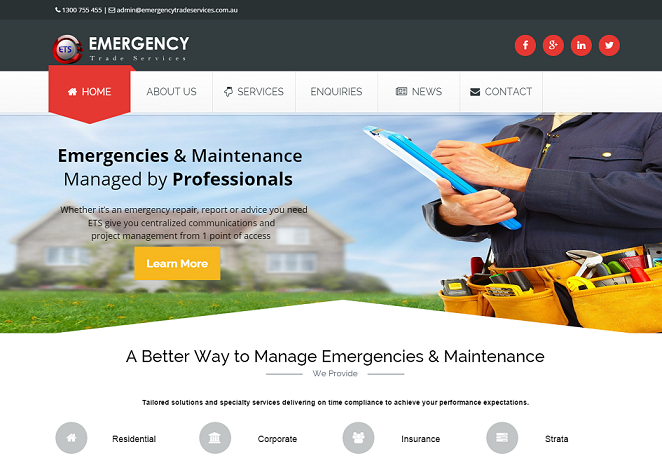 1300 755 455 | admin@emergencytradeservices.com.au
ETS EMERGENCY
Trade Services
HOME ABOUT US SERVICES ENQUIRIES NEWS CONTACT
Emergencies & Maintenance
Managed by Professionals
Whether it's an emergency repair, report or advice you need
ETS give you centralized communications and
project management from 1 point of access
Learn More
A Better Way to Manage Emergencies & Maintenance
We Provide
Tailored solutions and specialty services delivering on time compliance to achieve your performance expectations.
Residential Corporate Insurance Strata